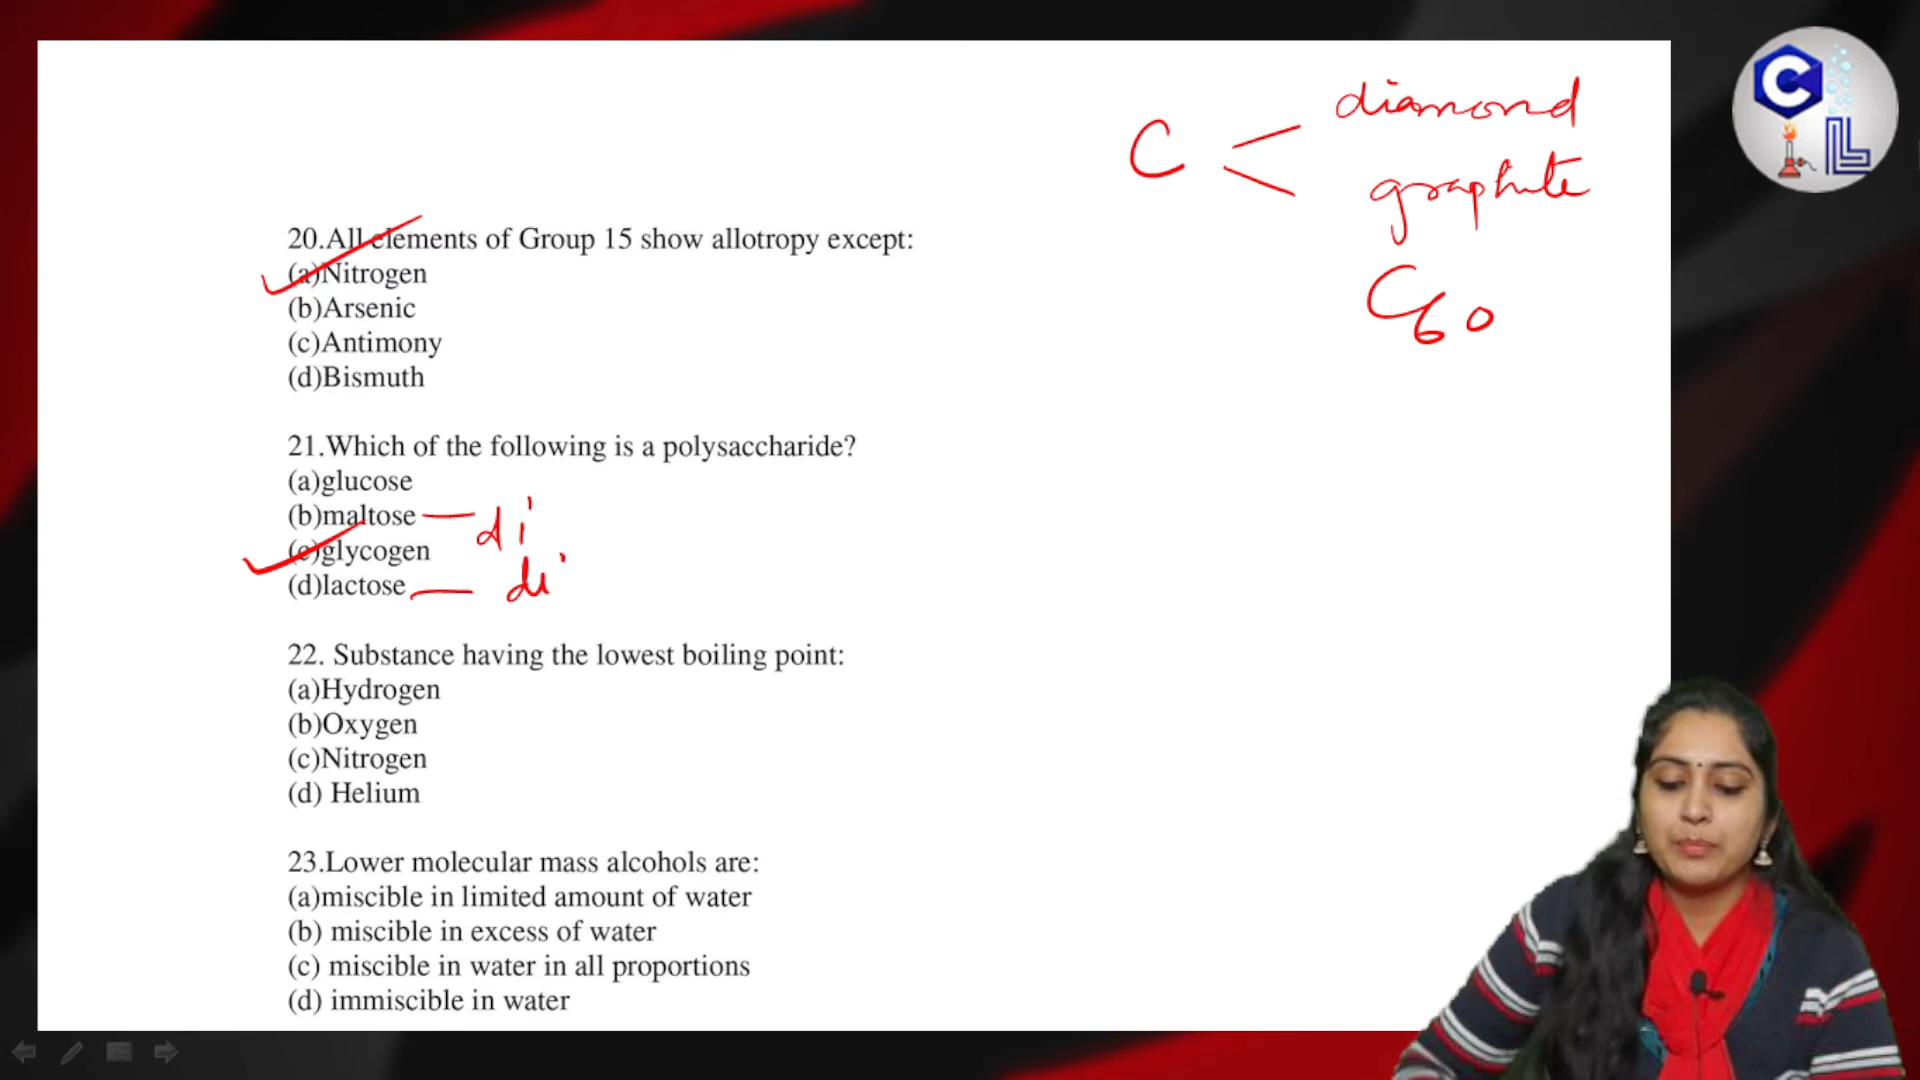 C
diamond
graphite
C60
20.All elements of Group 15 show allotropy except:
(a)Nitrogen
(b)Arsenic
(c)Antimony
(d)Bismuth
21.Which of the following is a polysaccharide?
(a)glucose
(b)maltose — di
(c)glycogen
(d)lactose — di
22. Substance having the lowest boiling point:
(a)Hydrogen
(b)Oxygen
(c)Nitrogen
(d) Helium
23.Lower molecular mass alcohols are:
(a)miscible in limited amount of water
(b) miscible in excess of water
(c) miscible in water in all proportions
(d) immiscible in water
C L